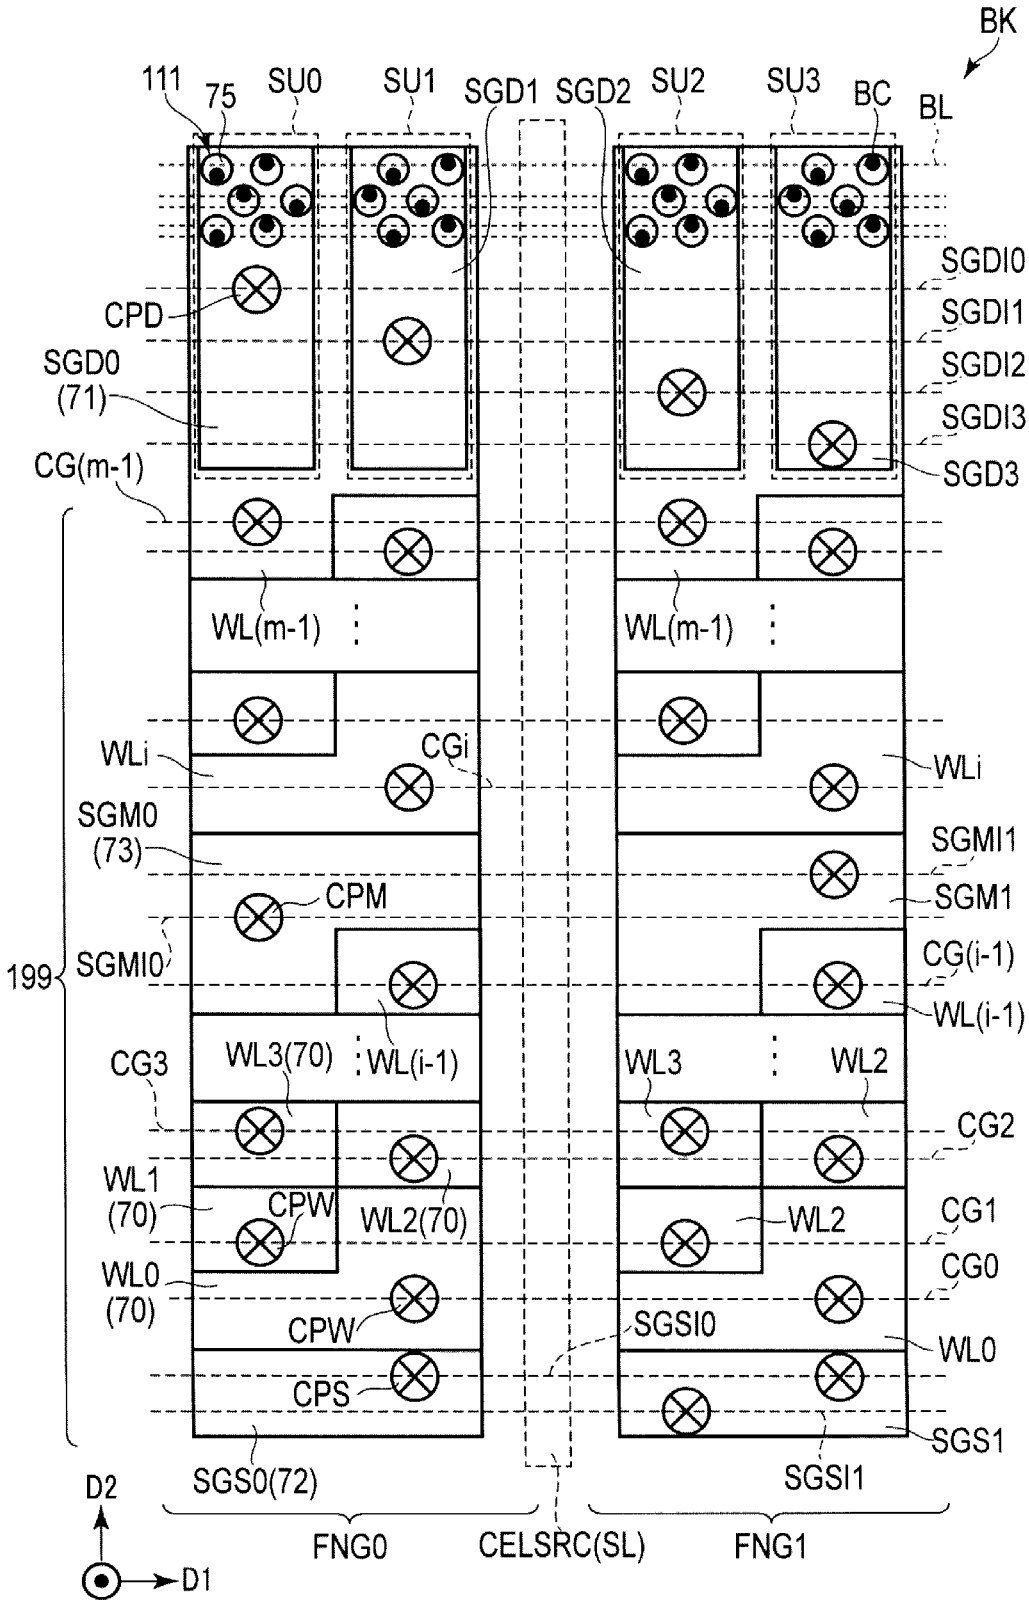 BK
SU0 SU1 SGD1 SGD2 SU2 SU3 BC BL
111 75
SGDI0
CPD
SGDI1
SGD0
(71)
SGDI2
SGDI3
CG(m-1)
SGD3
WL(m-1) ⋮ WL(m-1) ⋮
WLi CGi WLi
SGM0
(73)
SGMI1
CPM
SGM1
SGMI0
199
CG(i-1)
WL(i-1)
CG3 WL3(70) ⋮ WL(i-1) WL3 ⋮ WL2
CG2
WL1
(70)
CPW WL2(70) WL2 CG1
WL0
(70)
CG0
CPW SGSI0 WL0
CPS
SGS1
SGS0(72) SGSI1
D2
FNG0 CELSRC(SL) FNG1
D1